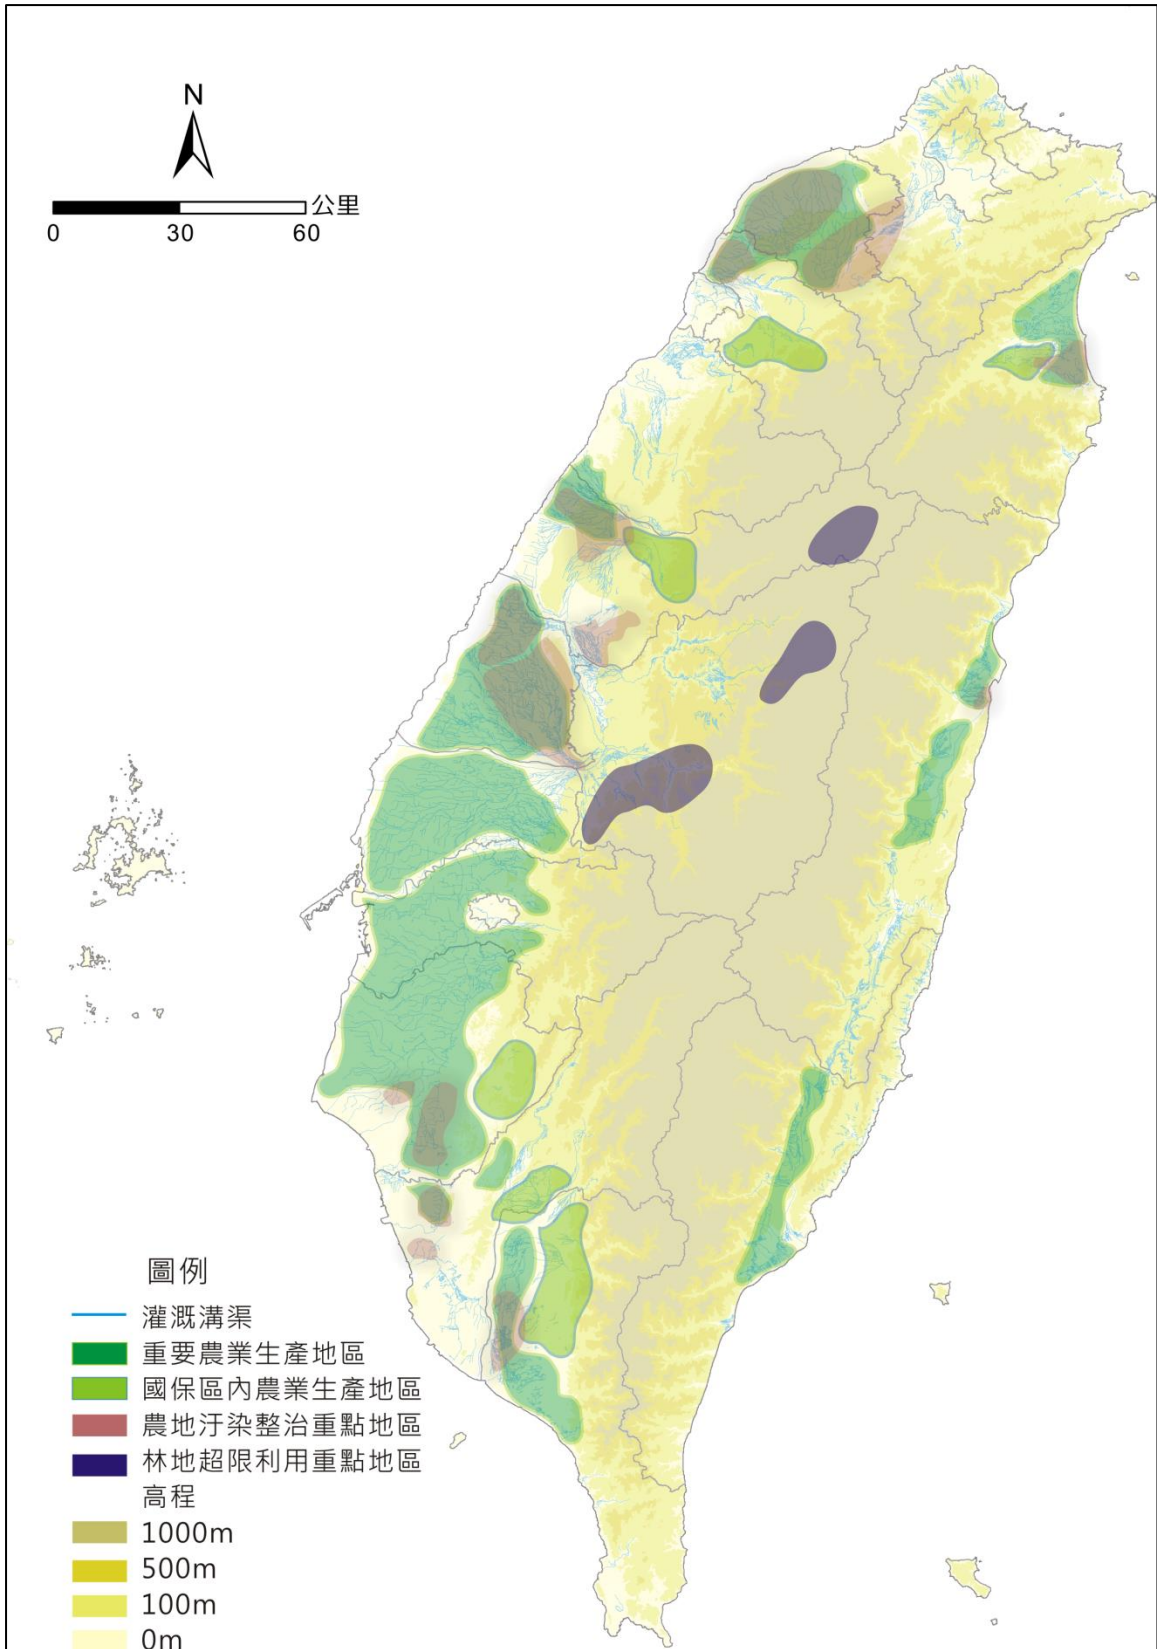 N
公里
0 30 60
圖例
灌溉溝渠
重要農業生產地區
國保區內農業生產地區
農地汙染整治重點地區
林地超限利用重點地區
高程
1000m
500m
100m
0m